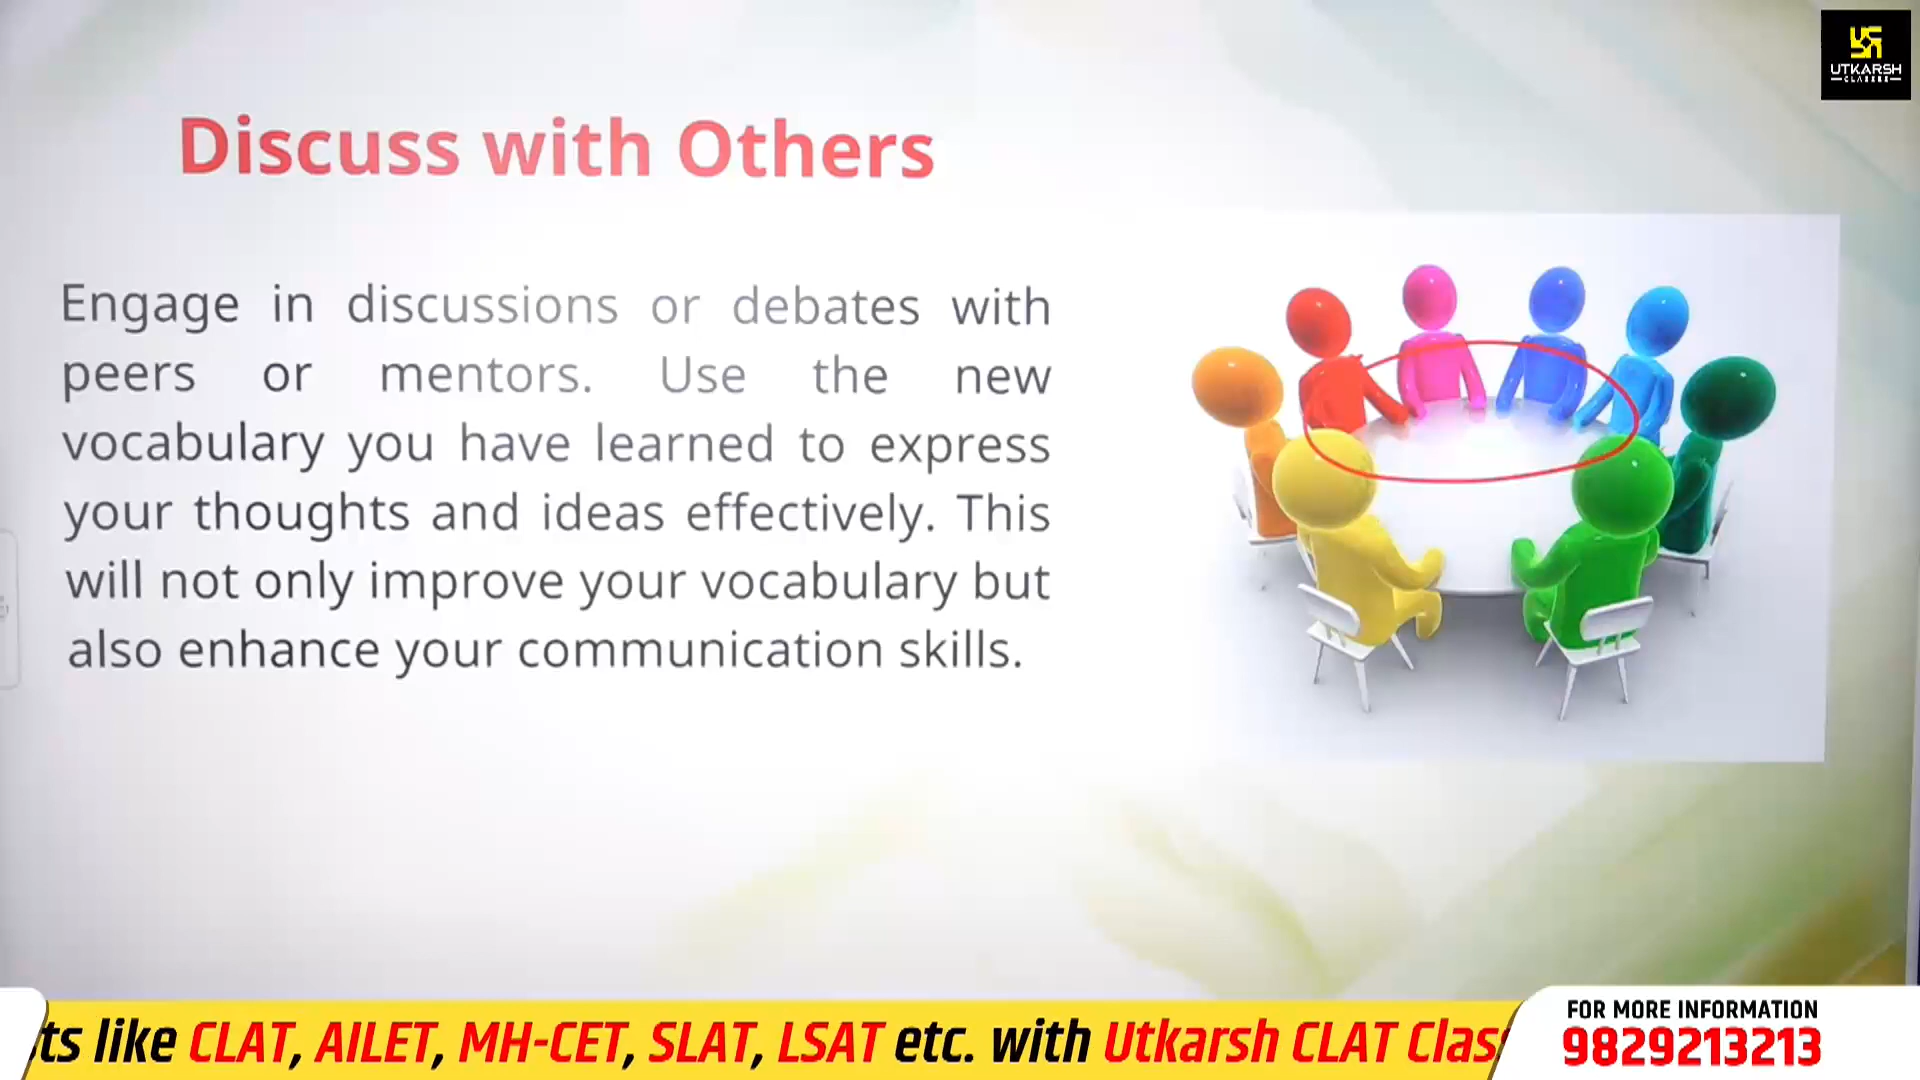 UTKARSH
CLASSES
Discuss with Others
Engage in discussions or debates with
peers or mentors. Use the new
vocabulary you have learned to express
your thoughts and ideas effectively. This
will not only improve your vocabulary but
also enhance your communication skills.
ts like CLAT, AILET, MH-CET, SLAT, LSAT etc. with Utkarsh CLAT Clas
FOR MORE INFORMATION
9829213213